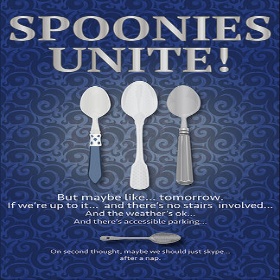 SPOONIES
UNITE!
But maybe like... tomorrow.
If we're up to it... and there's no stairs involved...
And the weather's ok...
And there's accessible parking...
On second thought, maybe we should just skype,
after a nap.